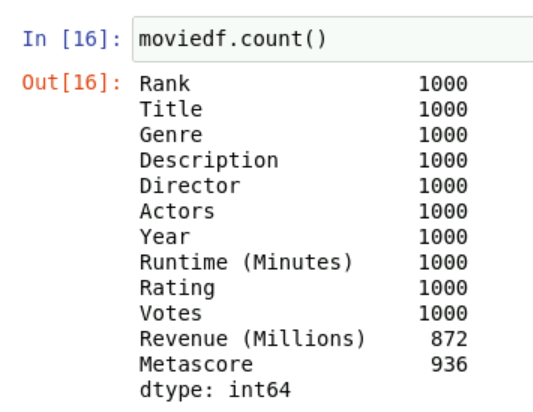 In [16]: moviedf.count()
Out[16]: Rank 1000
Title 1000
Genre 1000
Description 1000
Director 1000
Actors 1000
Year 1000
Runtime (Minutes) 1000
Rating 1000
Votes 1000
Revenue (Millions) 872
Metascore 936
dtype: int64